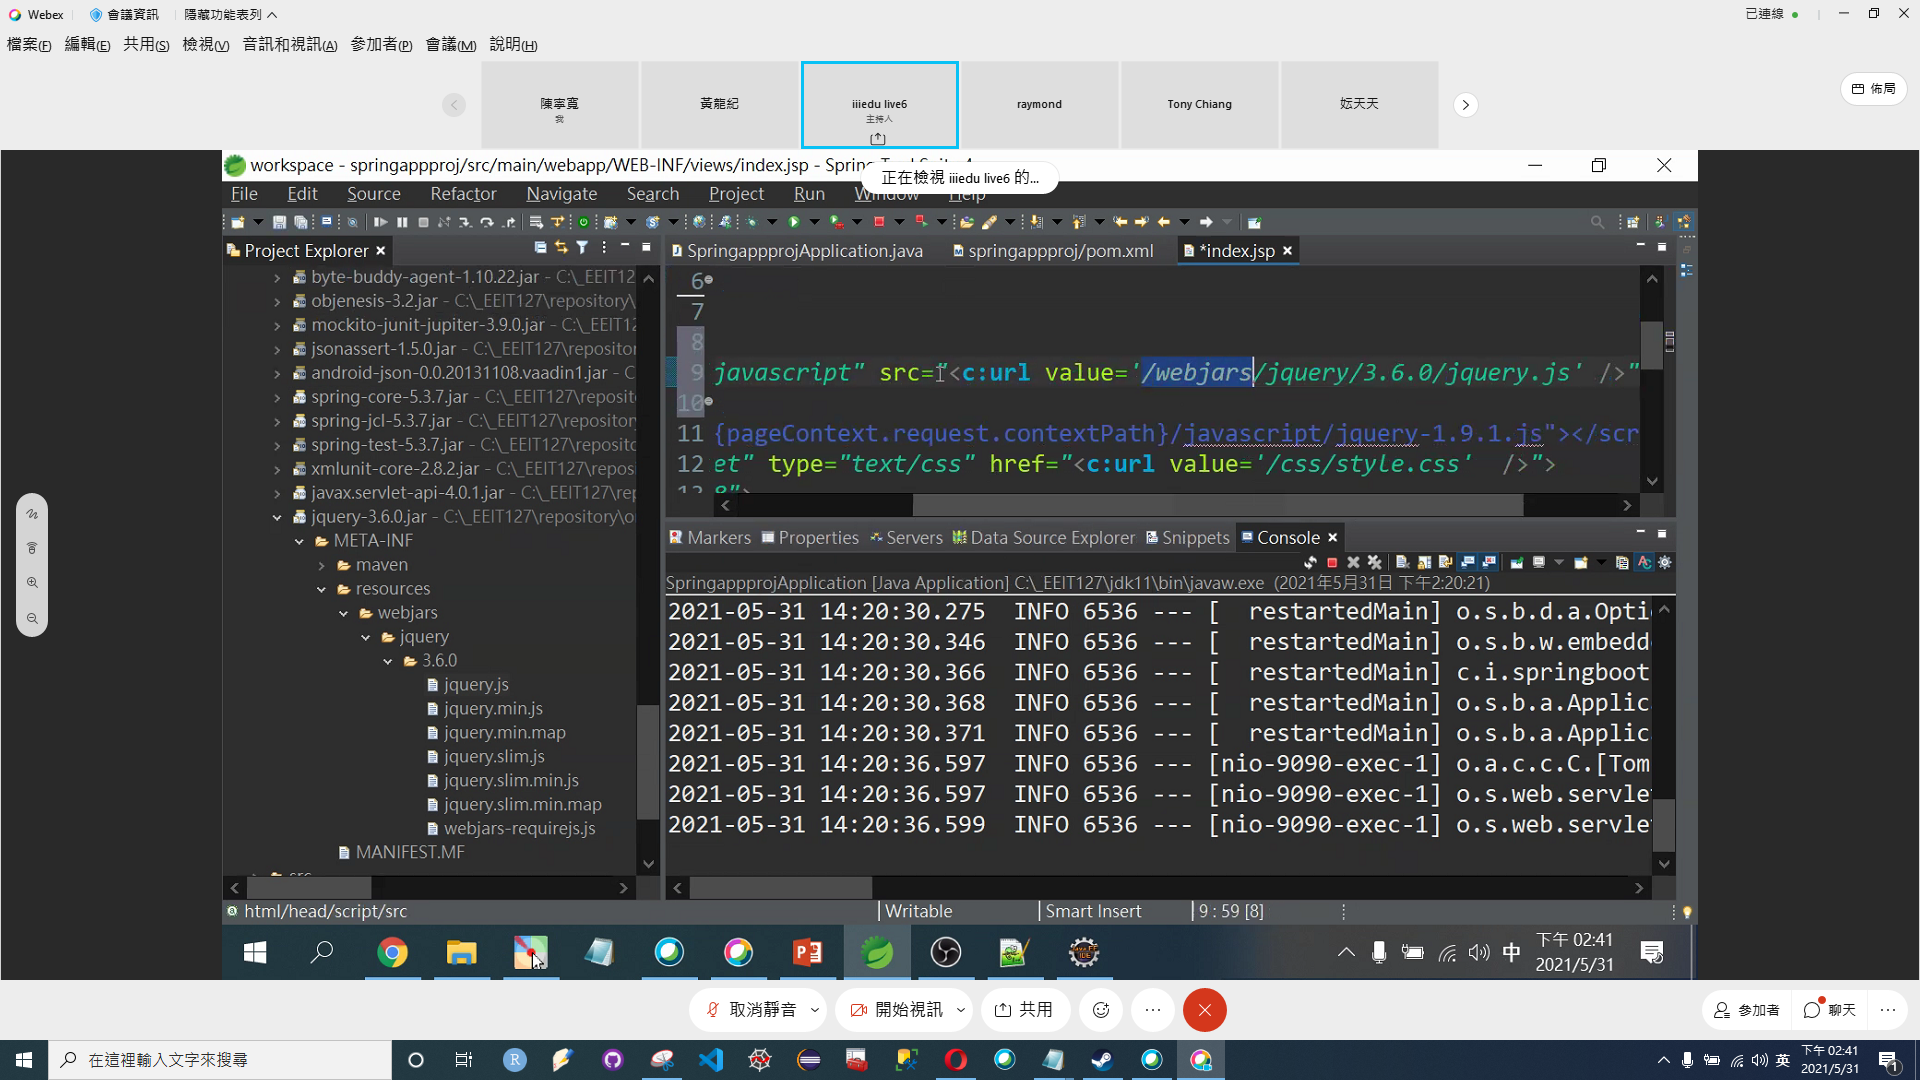 Webex 會議資訊 隱藏功能表列
已連線
檔案(F) 編輯(E) 共用(S) 檢視(V) 音訊和視訊(A) 參加者(P) 會議(M) 說明(H)
陳寧寬
我
黃龍紀
iiiedu live6
主持人
raymond
Tony Chiang
妘天天
佈局
workspace - springappproj/src/main/webapp/WEB-INF/views/index.jsp - Spring Tool Suite 4
正在檢視 iiiedu live6 的...
File Edit Source Refactor Navigate Search Project Run Window Help
Project Explorer
SpringappprojApplication.java springappproj/pom.xml *index.jsp
byte-buddy-agent-1.10.22.jar - C:\_EEIT12
objenesis-3.2.jar - C:\_EEIT127\repository\
mockito-junit-jupiter-3.9.0.jar - C:\_EEIT12
jsonassert-1.5.0.jar - C:\_EEIT127\repositor
android-json-0.0.20131108.vaadin1.jar - C:
spring-core-5.3.7.jar - C:\_EEIT127\reposit
spring-jcl-5.3.7.jar - C:\_EEIT127\repositor
spring-test-5.3.7.jar - C:\_EEIT127\reposit
xmlunit-core-2.8.2.jar - C:\_EEIT127\repos
javax.servlet-api-4.0.1.jar - C:\_EEIT127\re
jquery-3.6.0.jar - C:\_EEIT127\repository\o
META-INF
maven
resources
webjars
jquery
3.6.0
jquery.js
jquery.min.js
jquery.min.map
jquery.slim.js
jquery.slim.min.js
jquery.slim.min.map
webjars-requirejs.js
MANIFEST.MF
src
6
7
8
9 javascript" src="<c:url value='/webjars/jquery/3.6.0/jquery.js' />"
10
11 {pageContext.request.contextPath}/javascript/jquery-1.9.1.js"></scr
12 et" type="text/css" href="<c:url value='/css/style.css' />">
13 8">
Markers Properties Servers Data Source Explorer Snippets Console
SpringappprojApplication [Java Application] C:\_EEIT127\jdk11\bin\javaw.exe (2021年5月31日 下午2:20:21)
2021-05-31 14:20:30.275 INFO 6536 --- [ restartedMain] o.s.b.d.a.Opti
2021-05-31 14:20:30.346 INFO 6536 --- [ restartedMain] o.s.b.w.embedd
2021-05-31 14:20:30.366 INFO 6536 --- [ restartedMain] c.i.springboot
2021-05-31 14:20:30.368 INFO 6536 --- [ restartedMain] o.s.b.a.Applic
2021-05-31 14:20:30.371 INFO 6536 --- [ restartedMain] o.s.b.a.Applic
2021-05-31 14:20:36.597 INFO 6536 --- [nio-9090-exec-1] o.a.c.c.C.[Tom
2021-05-31 14:20:36.597 INFO 6536 --- [nio-9090-exec-1] o.s.web.servle
2021-05-31 14:20:36.599 INFO 6536 --- [nio-9090-exec-1] o.s.web.servle
html/head/script/src Writable Smart Insert 9 : 59 [8]
中 下午 02:41
2021/5/31
取消靜音 開始視訊 共用
參加者 聊天
在這裡輸入文字來搜尋
英 下午 02:41
2021/5/31
1